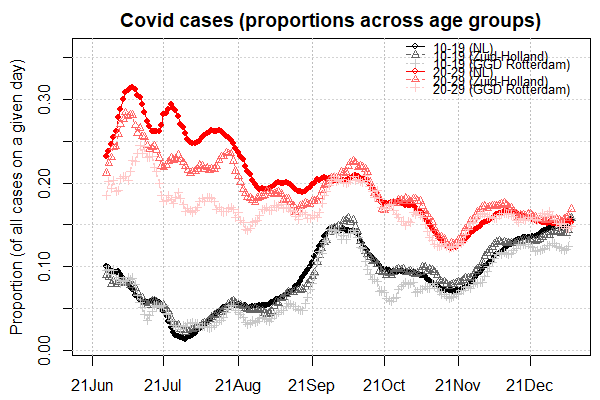 Covid cases (proportions across age groups)
10-19 (NL)
10-19 (Zuid-Holland)
10-19 (GGD Rotterdam)
20-29 (NL)
20-29 (Zuid-Holland)
20-29 (GGD Rotterdam)
Proportion (of all cases on a given day)
0.30
0.20
0.10
0.00
21Jun 21Jul 21Aug 21Sep 21Oct 21Nov 21Dec